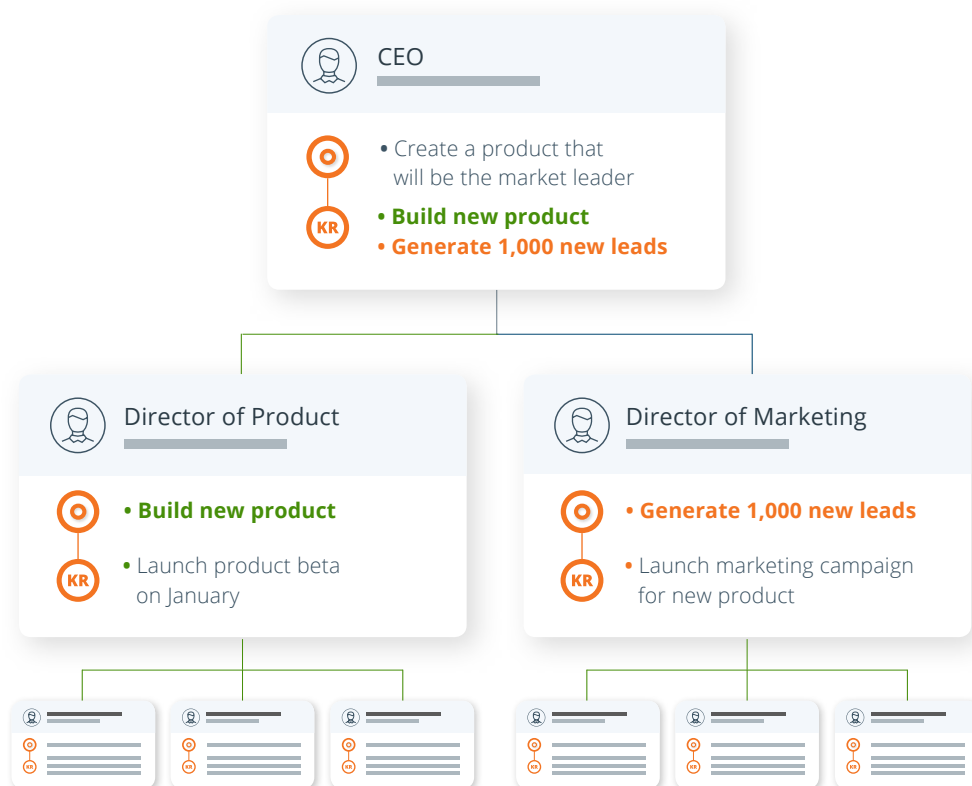 CEO
O
• Create a product that
will be the market leader
KR
• Build new product
• Generate 1,000 new leads
Director of Product
O
• Build new product
KR
• Launch product beta
on January
Director of Marketing
O
• Generate 1,000 new leads
KR
• Launch marketing campaign
for new product
O
KR
O
KR
O
KR
O
KR
O
KR
O
KR